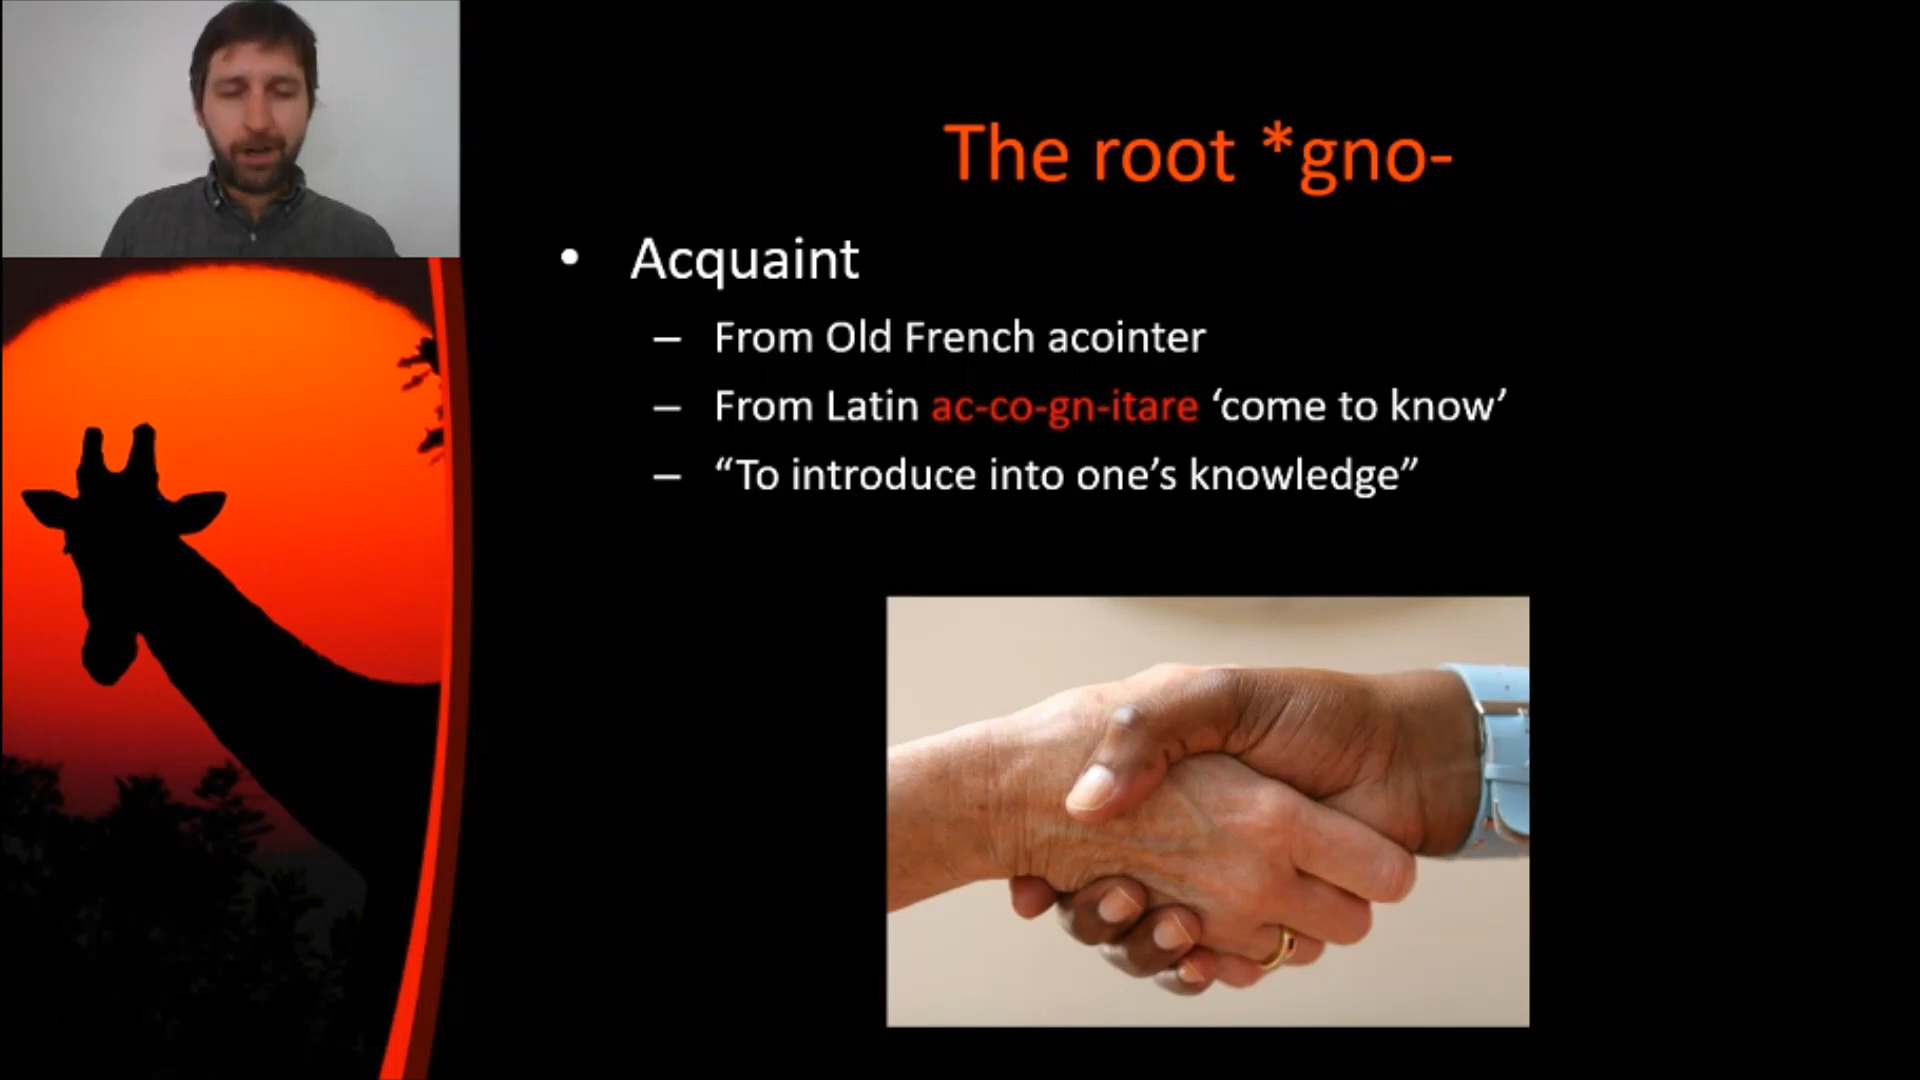 The root *gno-
• Acquaint
– From Old French acointer
– From Latin ac-co-gn-itare ‘come to know’
– “To introduce into one’s knowledge”